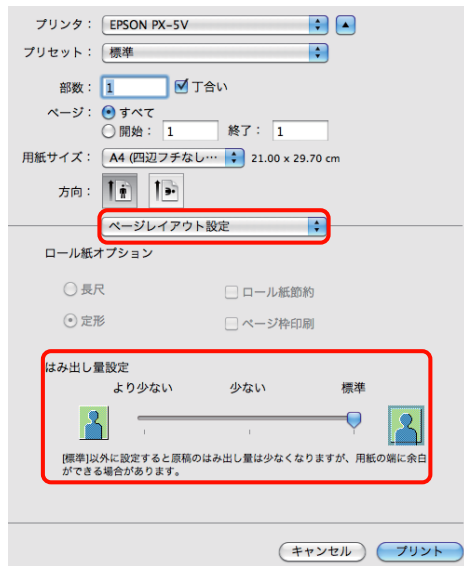 プリンタ： EPSON PX-5V
プリセット： 標準
部数： 1 丁合い
ページ： すべて
開始： 1 終了： 1
用紙サイズ： A4 (四辺フチなし… 21.00 x 29.70 cm
方向：
ページレイアウト設定
ロール紙オプション
長尺 ロール紙節約
定形 ページ枠印刷
はみ出し量設定
より少ない 少ない 標準
[標準]以外に設定すると原稿のはみ出し量は少なくなりますが、用紙の端に余白
ができる場合があります。
キャンセル プリント